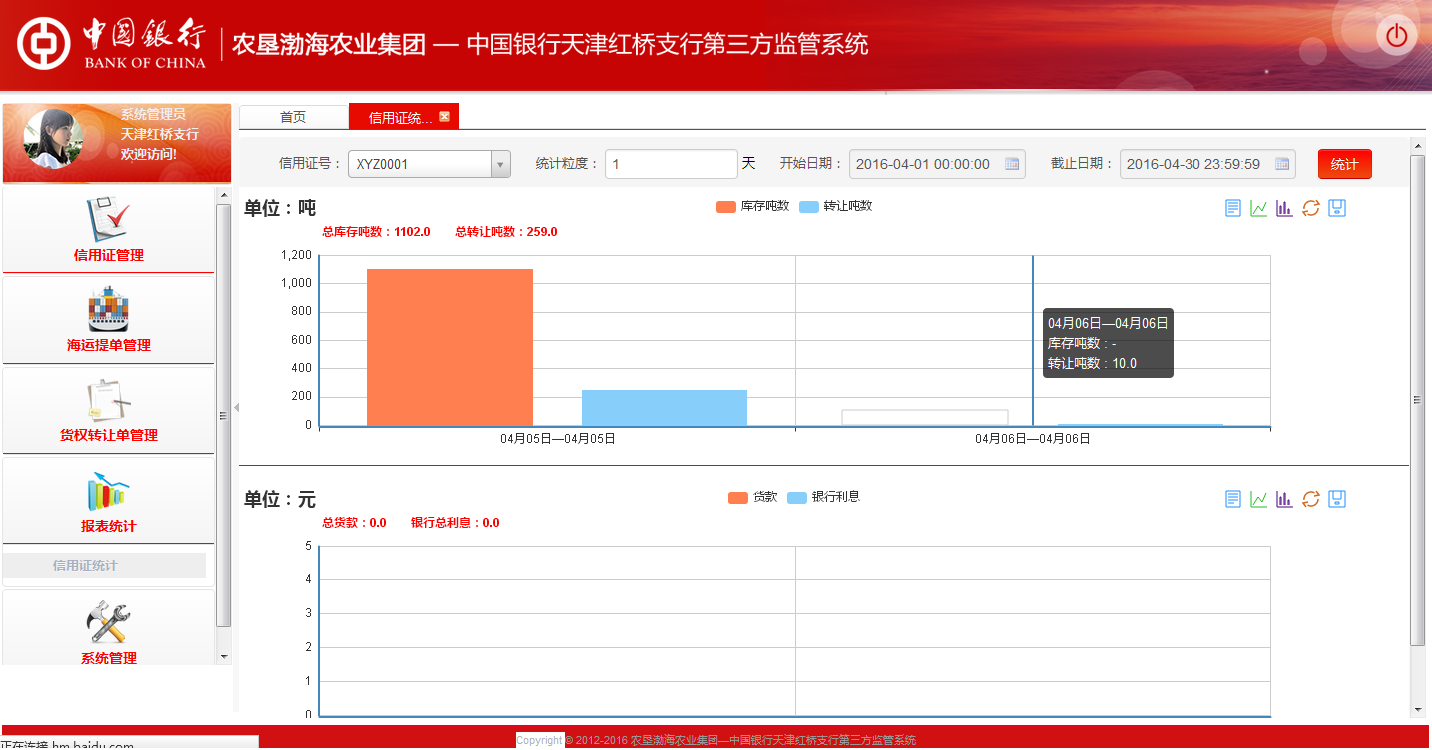 中国银行
BANK OF CHINA
农垦渤海农业集团 — 中国银行天津红桥支行第三方监管系统
系统管理员
天津红桥支行
欢迎访问!
信用证管理
海运提单管理
货权转让单管理
报表统计
信用证统计
系统管理
首页
信用证统...
信用证号： XYZ0001 统计粒度： 1 天 开始日期： 2016-04-01 00:00:00 截止日期： 2016-04-30 23:59:59 统计
单位：吨
库存吨数 转让吨数
总库存吨数：1102.0 总转让吨数：259.0
1,200
1,000
800
600
400
200
0
04月06日—04月06日
库存吨数：-
转让吨数：10.0
04月05日—04月05日 04月06日—04月06日
单位：元
货款 银行利息
总货款：0.0 银行总利息：0.0
5
4
3
2
1
0
正在连接 hm.baidu.com
Copyright © 2012-2016 农垦渤海农业集团—中国银行天津红桥支行第三方监管系统